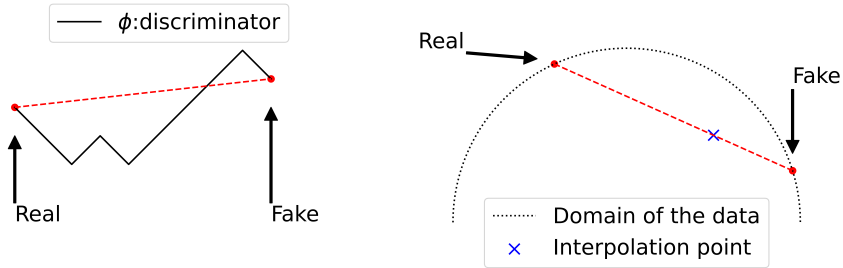 ϕ:discriminator
Real
Fake
Real
Fake
Domain of the data
Interpolation point